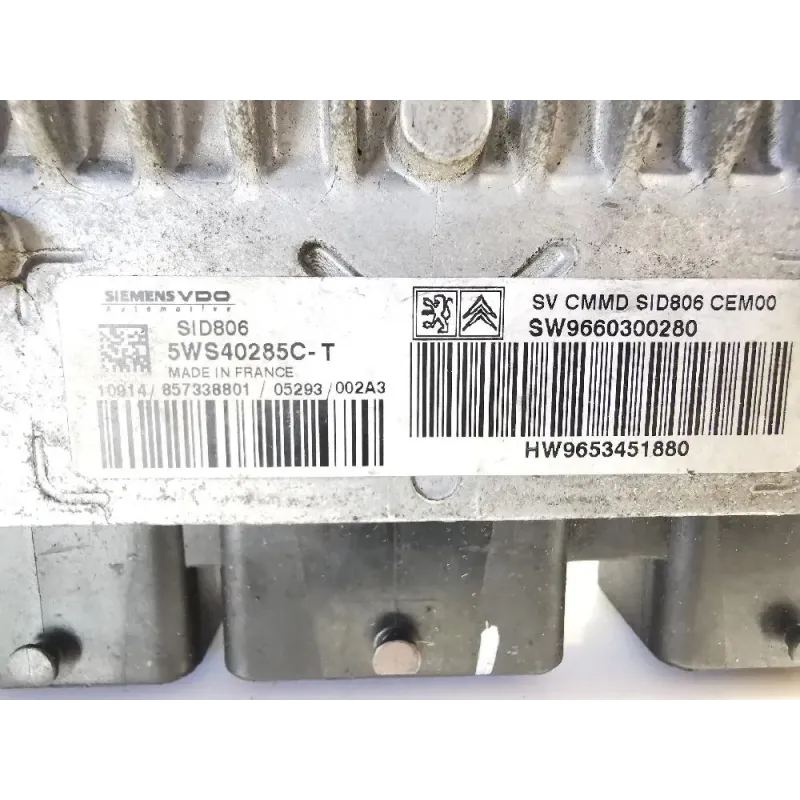 SIEMENS VDO
Automotive
SID806
5WS40285C-T
MADE IN FRANCE
10914/ 857338801 / 05293/ 002A3
SV CMMD SID806 CEM00
SW9660300280
HW9653451880